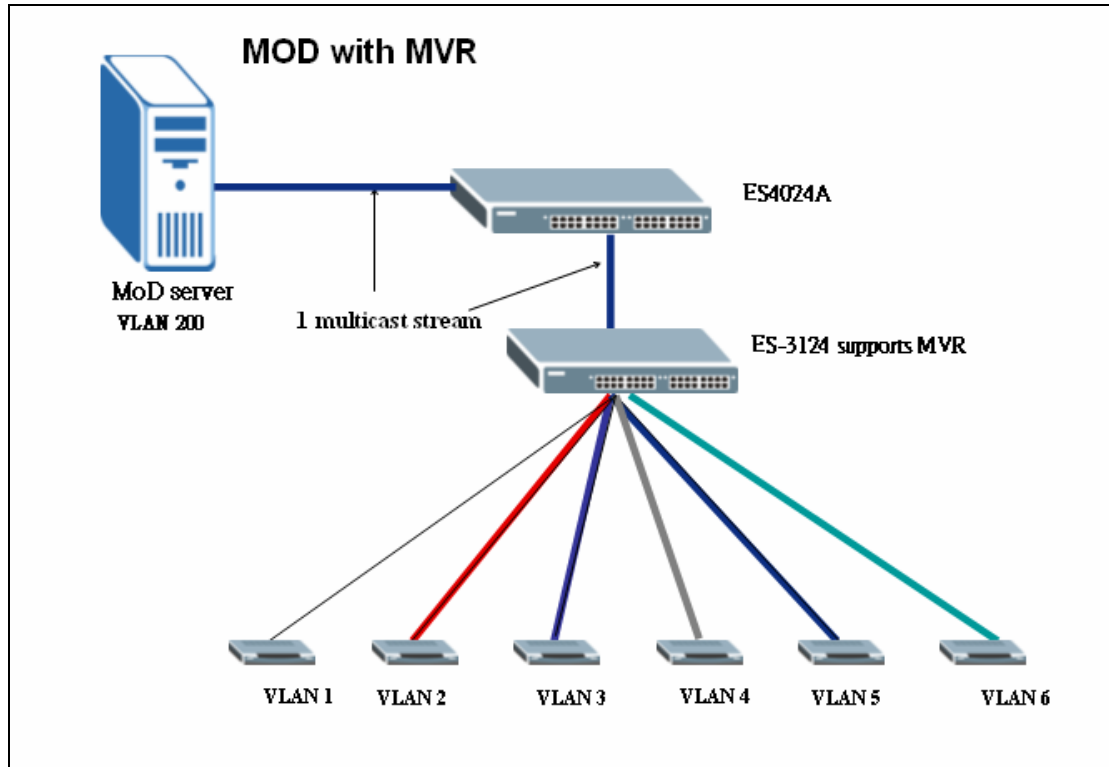 MOD with MVR
ES4024A
MoD server
VLAN 200
1 multicast stream
ES-3124 supports MVR
VLAN 1
VLAN 2
VLAN 3
VLAN 4
VLAN 5
VLAN 6